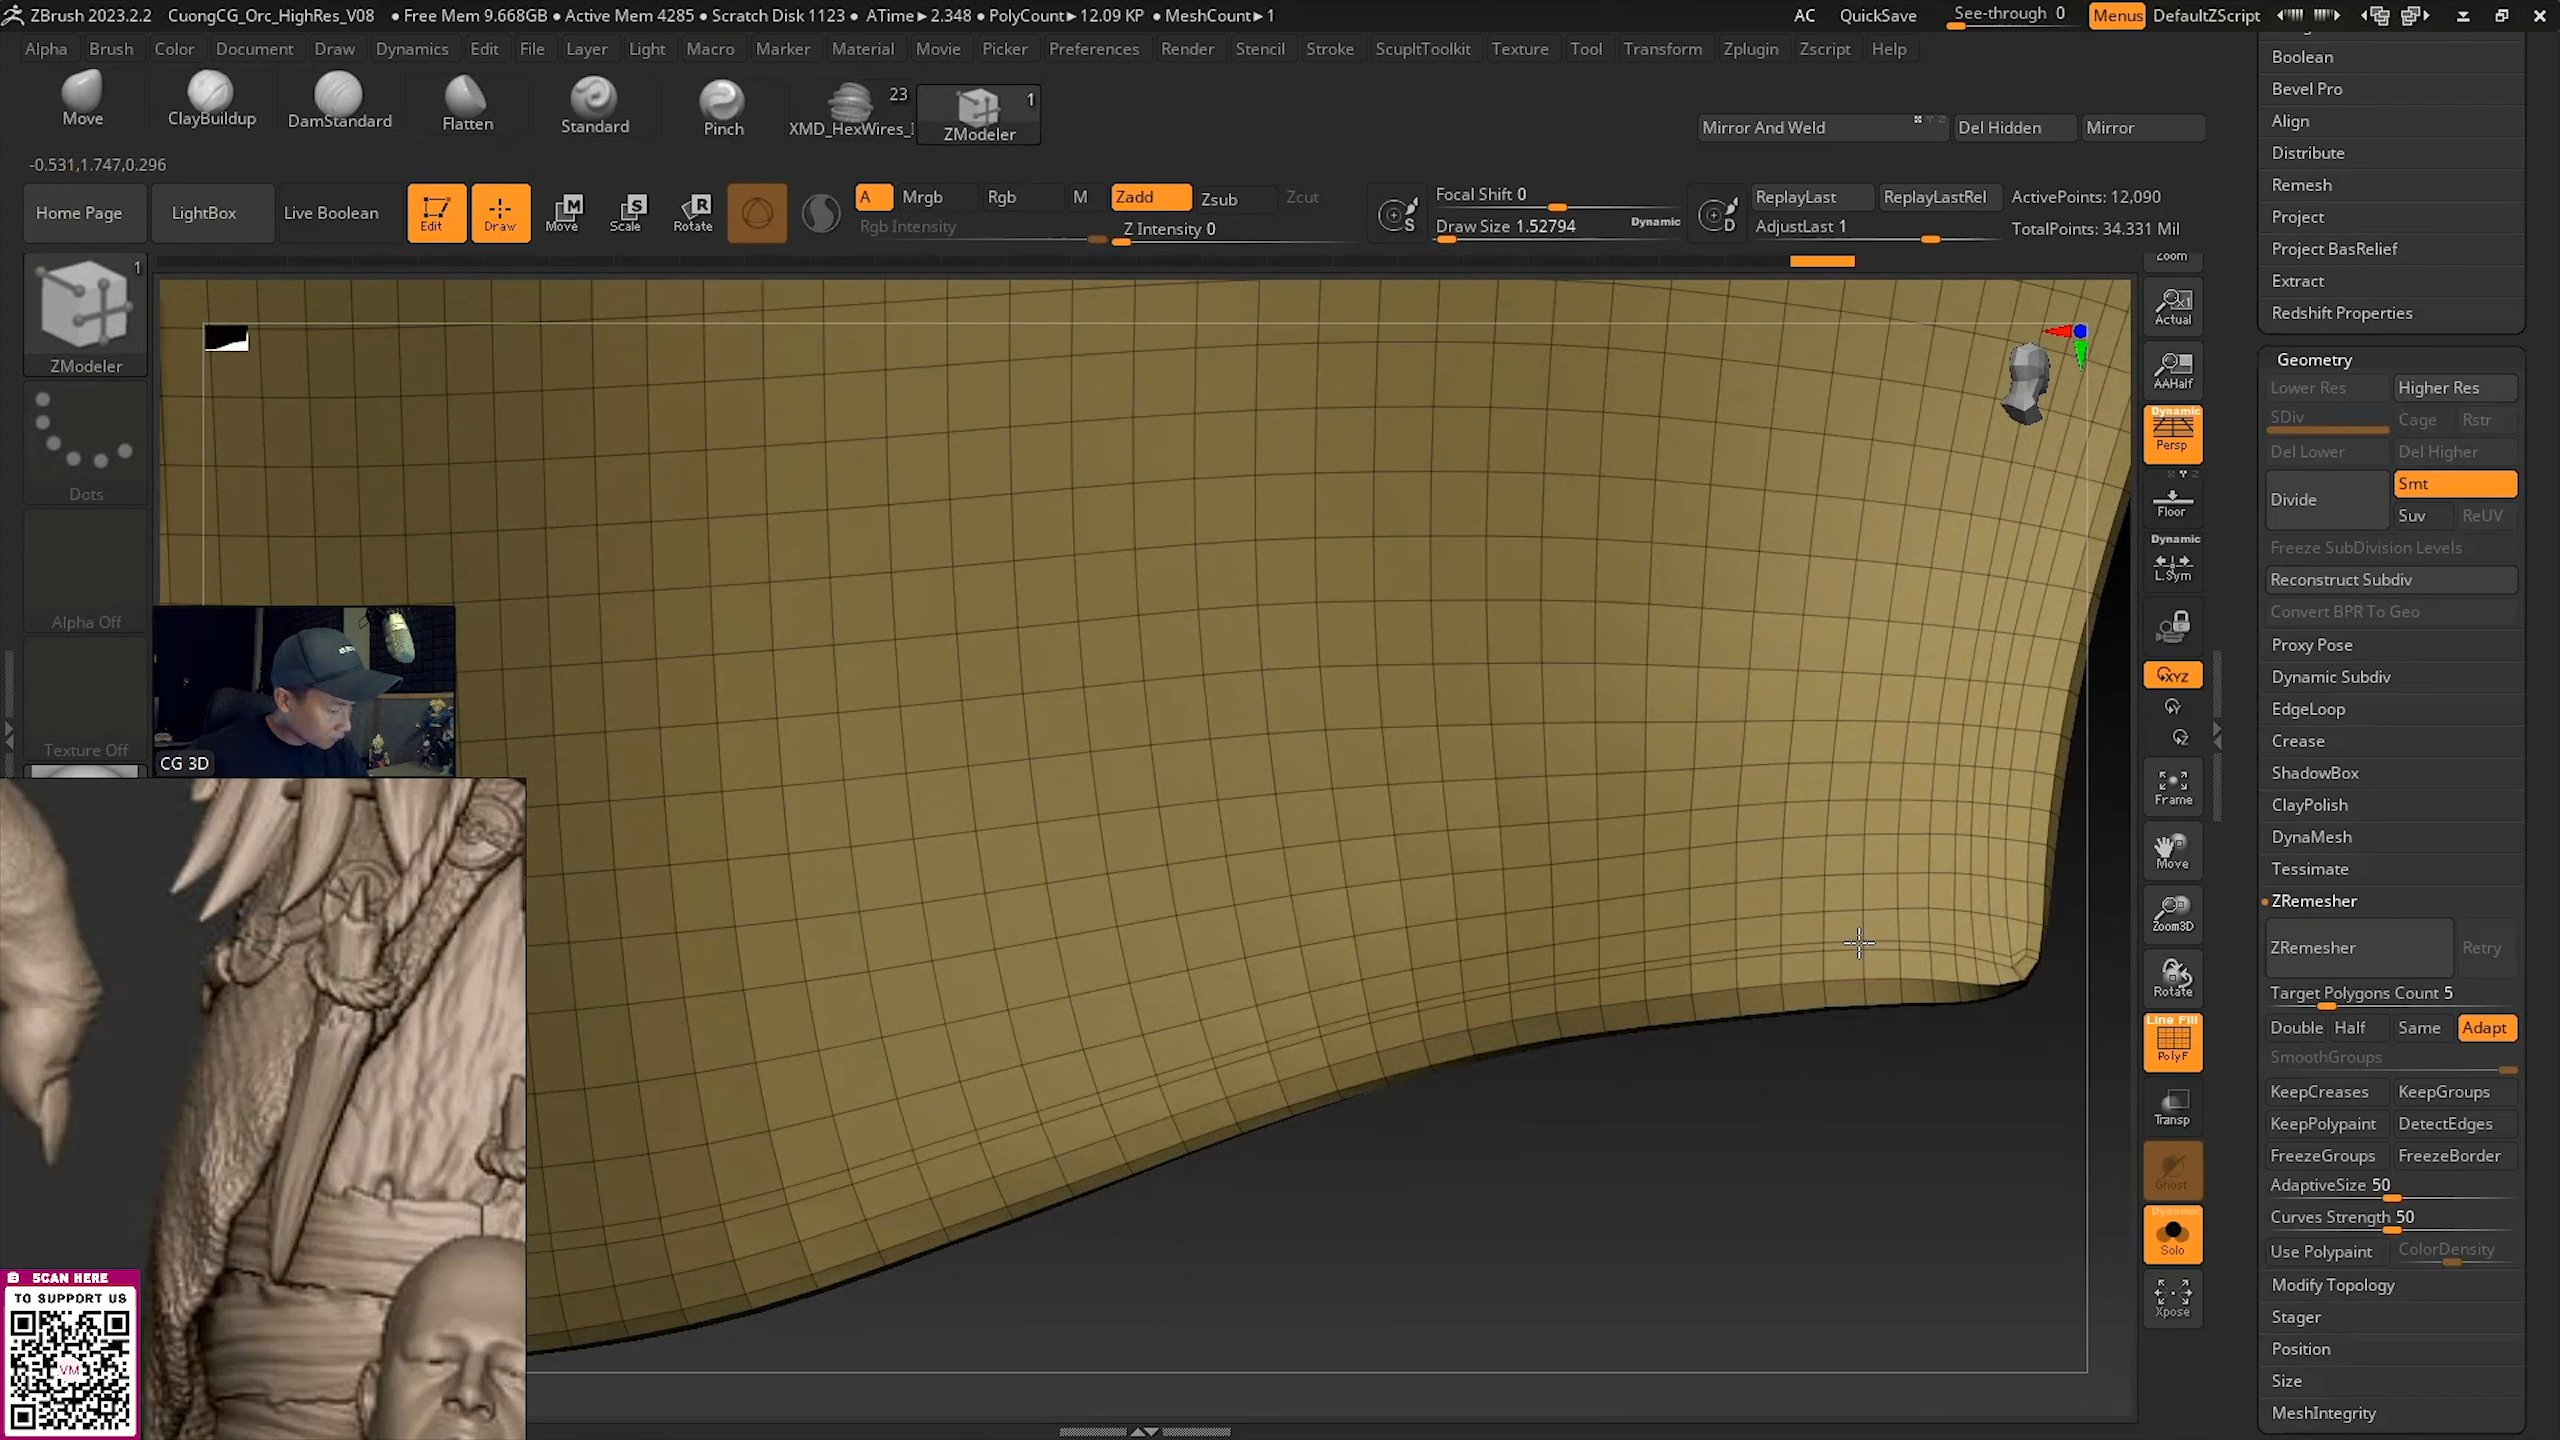 ZBrush 2023.2.2 CuongCG_Orc_HighRes_V08 ● Free Mem 9.668GB ● Active Mem 4285 ● Scratch Disk 1123 ● ATime►2.348 ● PolyCount►12.09 KP ● MeshCount►1 AC QuickSave See-through 0 Menus DefaultZScript
Alpha Brush Color Document Draw Dynamics Edit File Layer Light Macro Marker Material Movie Picker Preferences Render Stencil Stroke ScupltToolkit Texture Tool Transform Zplugin Zscript Help
Move ClayBuildup DamStandard Flatten Standard Pinch 23 XMD_HexWires_ 1 ZModeler
Mirror And Weld Del Hidden Mirror
-0.531,1.747,0.296
Home Page LightBox Live Boolean Edit Draw Move Scale Rotate
A Mrgb Rgb M Zadd Zsub Zcut
Rgb Intensity Z Intensity 0
Focal Shift 0
Draw Size 1.52794 Dynamic
ReplayLast ReplayLastRel ActivePoints: 12,090
AdjustLast 1 TotalPoints: 34.331 Mil
1
ZModeler
Dots
Alpha Off
Texture Off
CG 3D
SCAN HERE
TO SUPPORT US
VM
Zoom
Actual
AAHalf
Dynamic
Persp
Floor
Dynamic
L.Sym
XYZ
Frame
Move
Zoom3D
Rotate
Line Fill
PolyF
Transp
Ghost
Dynamic
Solo
Xpose
Boolean
Bevel Pro
Align
Distribute
Remesh
Project
Project BasRelief
Extract
Redshift Properties
Geometry
Lower Res Higher Res
SDiv Cage Rstr
Del Lower Del Higher
Divide Smt
Suv ReUV
Freeze SubDivision Levels
Reconstruct Subdiv
Convert BPR To Geo
Proxy Pose
Dynamic Subdiv
EdgeLoop
Crease
ShadowBox
ClayPolish
DynaMesh
Tessimate
ZRemesher
ZRemesher Retry
Target Polygons Count 5
Double Half Same Adapt
SmoothGroups
KeepCreases KeepGroups
KeepPolypaint DetectEdges
FreezeGroups FreezeBorder
AdaptiveSize 50
Curves Strength 50
Use Polypaint ColorDensity
Modify Topology
Stager
Position
Size
MeshIntegrity